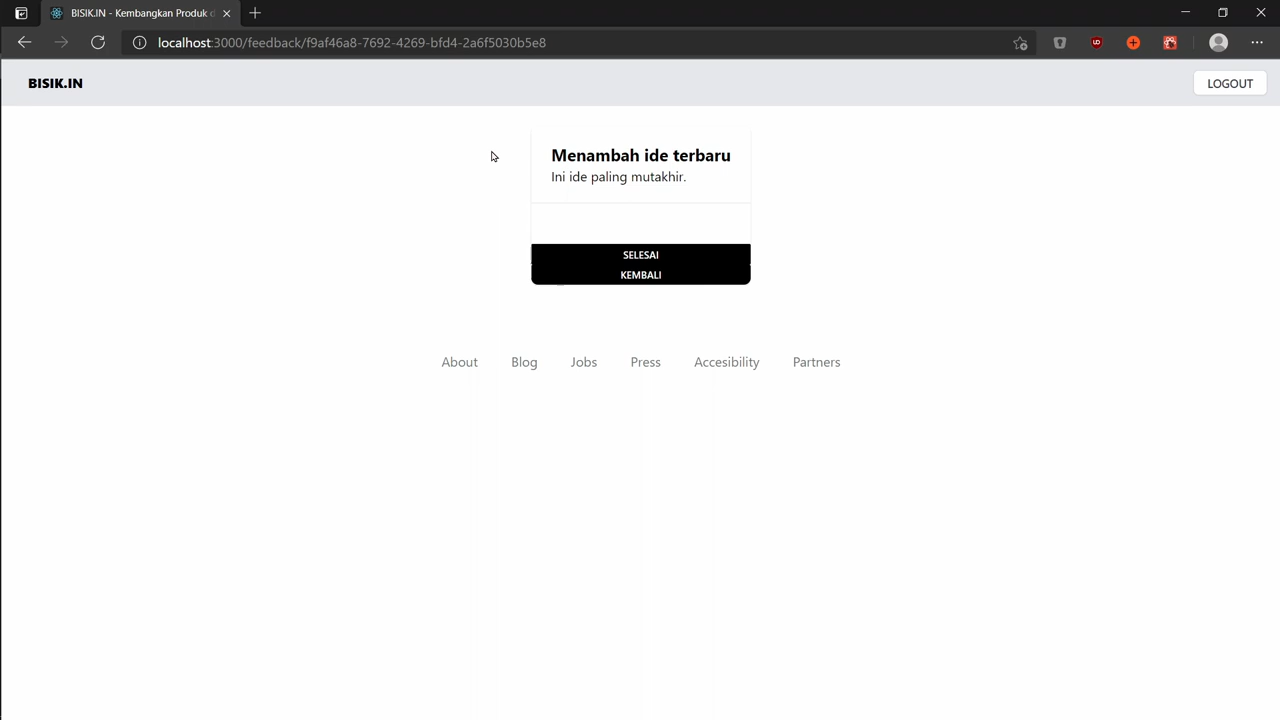 BISIK.IN - Kembangkan Produk d
localhost:3000/feedback/f9af46a8-7692-4269-bfd4-2a6f5030b5e8
BISIK.IN
LOGOUT
Menambah ide terbaru
Ini ide paling mutakhir.
SELESAI
KEMBALI
About Blog Jobs Press Accesibility Partners